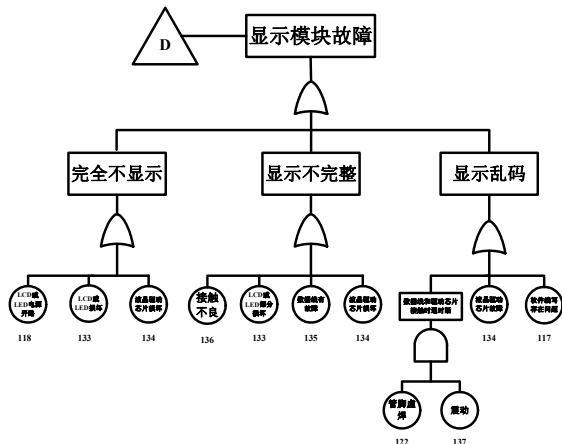 D
显示模块故障
完全不显示
显示不完整
显示乱码
LCD或
LED电源
开路
LCD或
LED损坏
液晶驱动
芯片损坏
接触
不良
LCD或
LED部分
损坏
数据线有
故障
液晶驱动
芯片损坏
数据线和驱动芯片
接触时通时断
液晶驱动
芯片故障
软件编写
存在问题
118
133
134
136
133
135
134
134
117
管脚虚
焊
震动
122
137